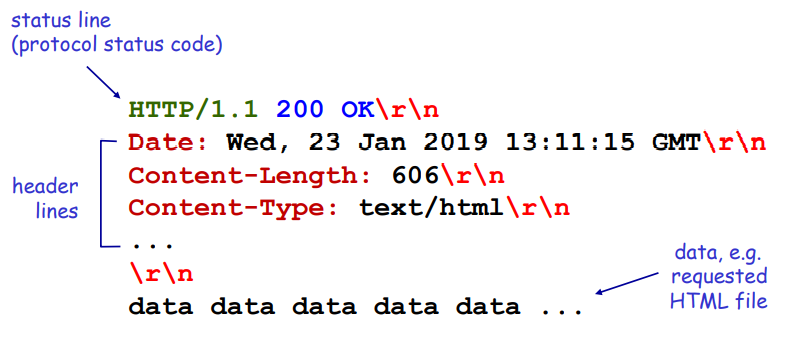 status line
(protocol status code)
HTTP/1.1 200 OK\r\n
Date: Wed, 23 Jan 2019 13:11:15 GMT\r\n
Content-Length: 606\r\n
Content-Type: text/html\r\n
...
\r\n
data data data data data ...
header
lines
data, e.g.
requested
HTML file